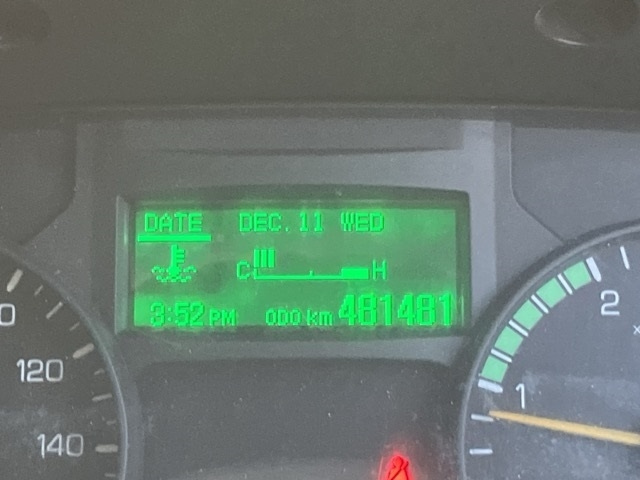 DATE DEC. 11 WED
C H
3:52 PM ODO km 481481
120
140
2
1